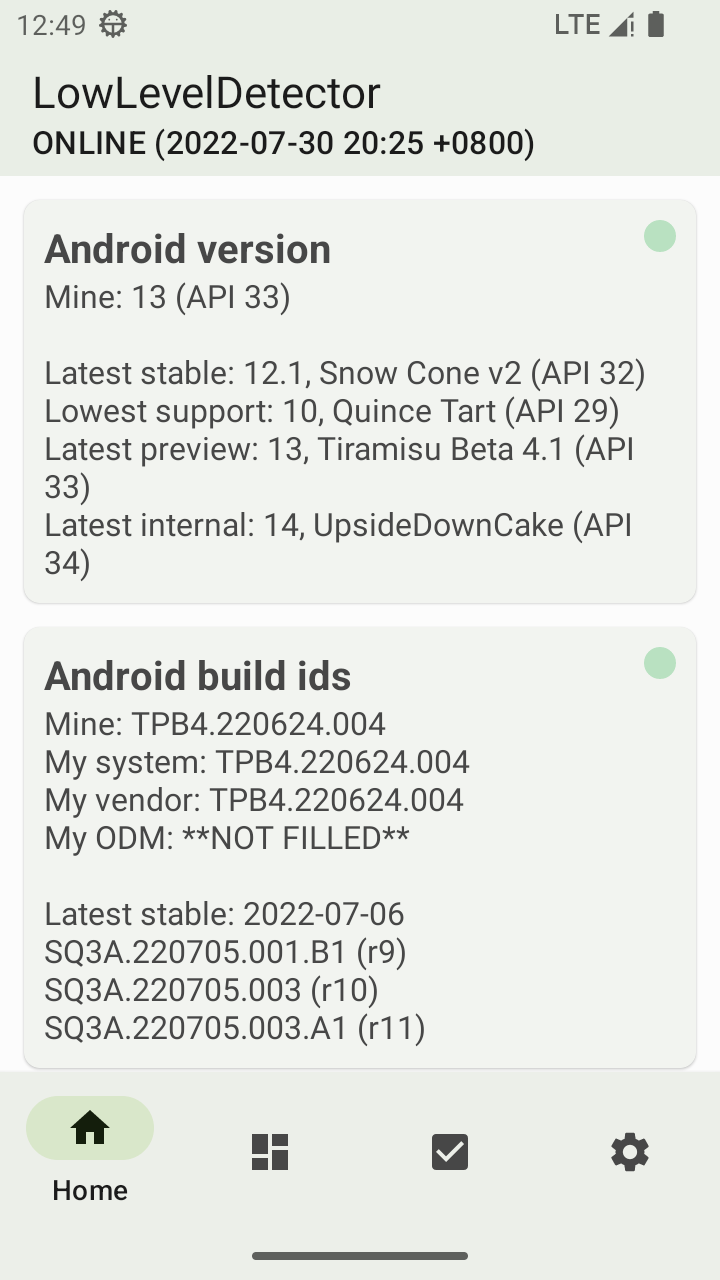 12:49
LTE
LowLevelDetector
ONLINE (2022-07-30 20:25 +0800)
Android version
Mine: 13 (API 33)
Latest stable: 12.1, Snow Cone v2 (API 32)
Lowest support: 10, Quince Tart (API 29)
Latest preview: 13, Tiramisu Beta 4.1 (API
33)
Latest internal: 14, UpsideDownCake (API
34)
Android build ids
Mine: TPB4.220624.004
My system: TPB4.220624.004
My vendor: TPB4.220624.004
My ODM: **NOT FILLED**
Latest stable: 2022-07-06
SQ3A.220705.001.B1 (r9)
SQ3A.220705.003 (r10)
SQ3A.220705.003.A1 (r11)
Home